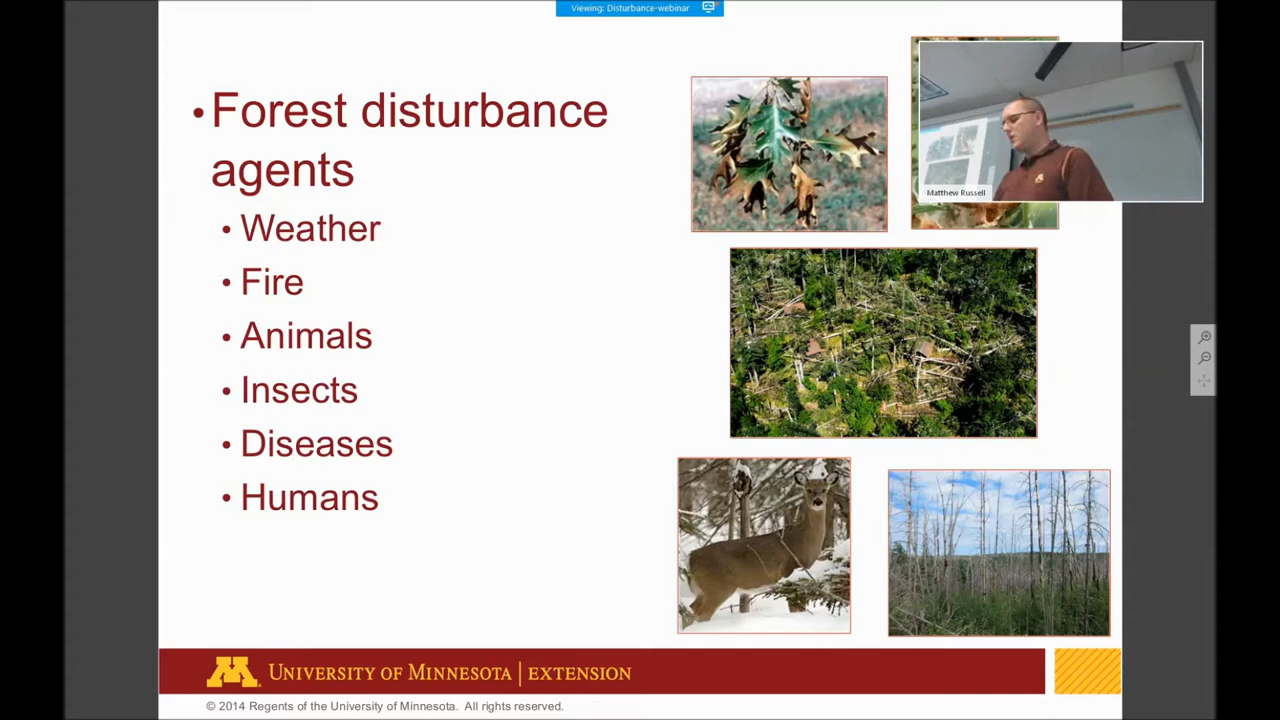 Viewing: Disturbance-webinar
• Forest disturbance
agents
• Weather
• Fire
• Animals
• Insects
• Diseases
• Humans
Matthew Russell
M
UNIVERSITY OF MINNESOTA | EXTENSION
© 2014 Regents of the University of Minnesota. All rights reserved.